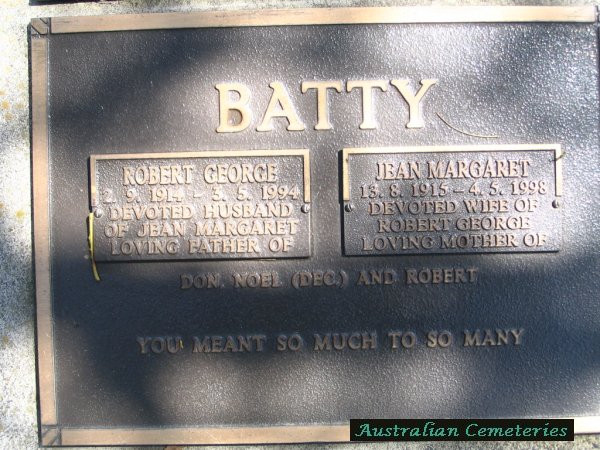 BATTY
ROBERT GEORGE
2. 9. 1914 – 3. 5. 1994
DEVOTED HUSBAND
OF JEAN MARGARET
LOVING FATHER OF
JEAN MARGARET
13. 8. 1915 – 4. 5. 1998
DEVOTED WIFE OF
ROBERT GEORGE
LOVING MOTHER OF
DON, NOEL (DEC.) AND ROBERT
YOU MEANT SO MUCH TO SO MANY
Australian Cemeteries